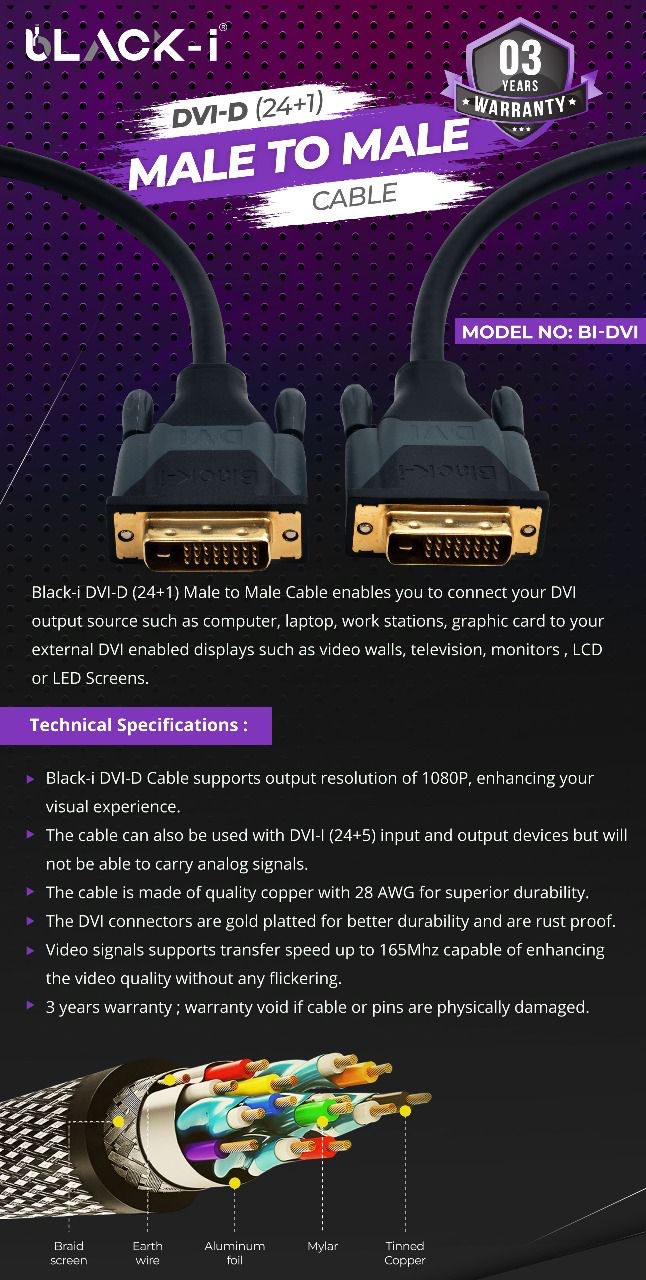 bLACK-i®
03
YEARS
WARRANTY
DVI-D (24+1)
MALE TO MALE
CABLE
MODEL NO: BI-DVI
DVI
Black-i
DVI
Black-i
Black-i DVI-D (24+1) Male to Male Cable enables you to connect your DVI
output source such as computer, laptop, work stations, graphic card to your
external DVI enabled displays such as video walls, television, monitors , LCD
or LED Screens.
Technical Specifications :
Black-i DVI-D Cable supports output resolution of 1080P, enhancing your
visual experience.
The cable can also be used with DVI-I (24+5) input and output devices but will
not be able to carry analog signals.
The cable is made of quality copper with 28 AWG for superior durability.
The DVI connectors are gold platted for better durability and are rust proof.
Video signals supports transfer speed up to 165Mhz capable of enhancing
the video quality without any flickering.
3 years warranty ; warranty void if cable or pins are physically damaged.
Braid
screen
Earth
wire
Aluminum
foil
Mylar
Tinned
Copper